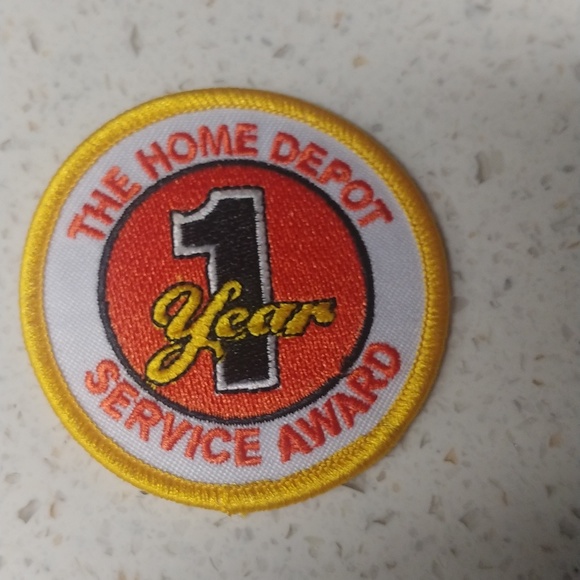 THE HOME DEPOT
1
Year
SERVICE AWARD